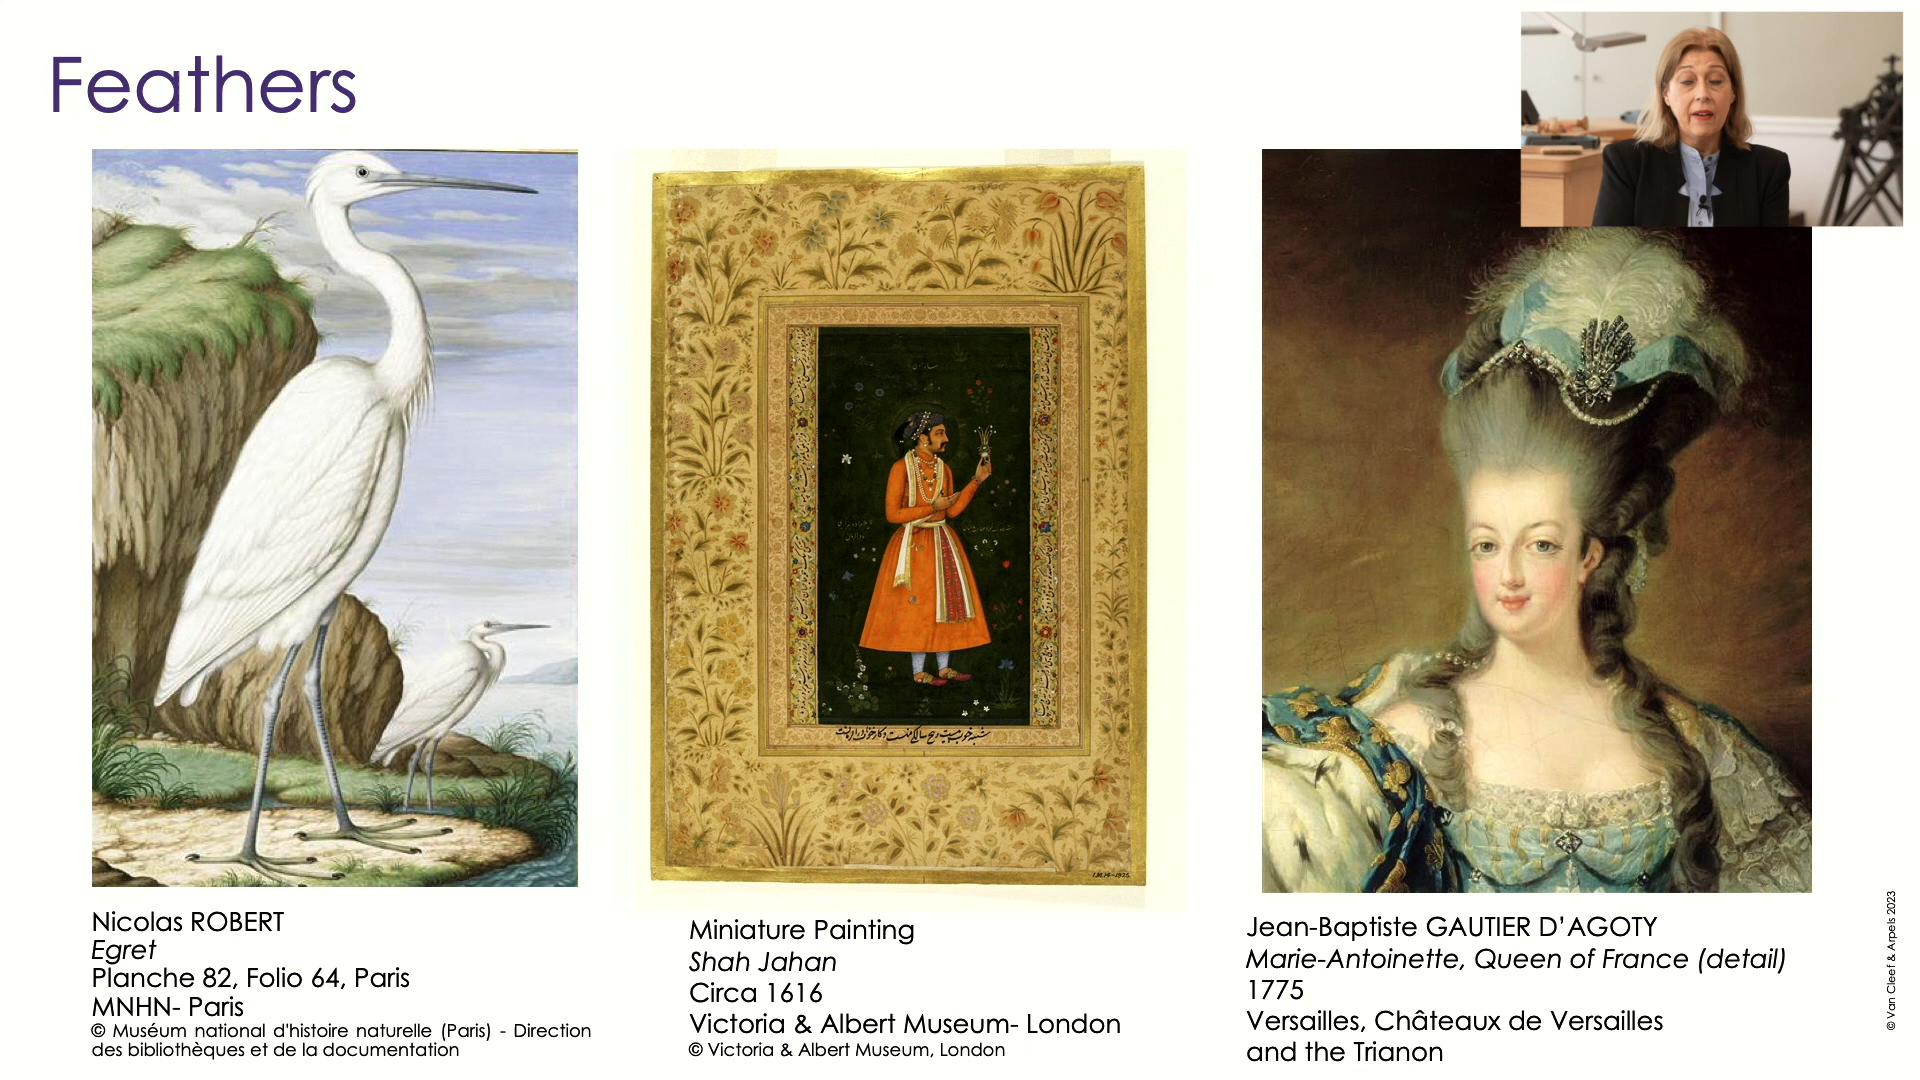 Feathers
Nicolas ROBERT
Egret
Planche 82, Folio 64, Paris
MNHN- Paris
© Muséum national d'histoire naturelle (Paris) - Direction
des bibliothèques et de la documentation
Miniature Painting
Shah Jahan
Circa 1616
Victoria & Albert Museum- London
© Victoria & Albert Museum, London
Jean-Baptiste GAUTIER D’AGOTY
Marie-Antoinette, Queen of France (detail)
1775
Versailles, Châteaux de Versailles
and the Trianon
© Van Cleef & Arpels 2023